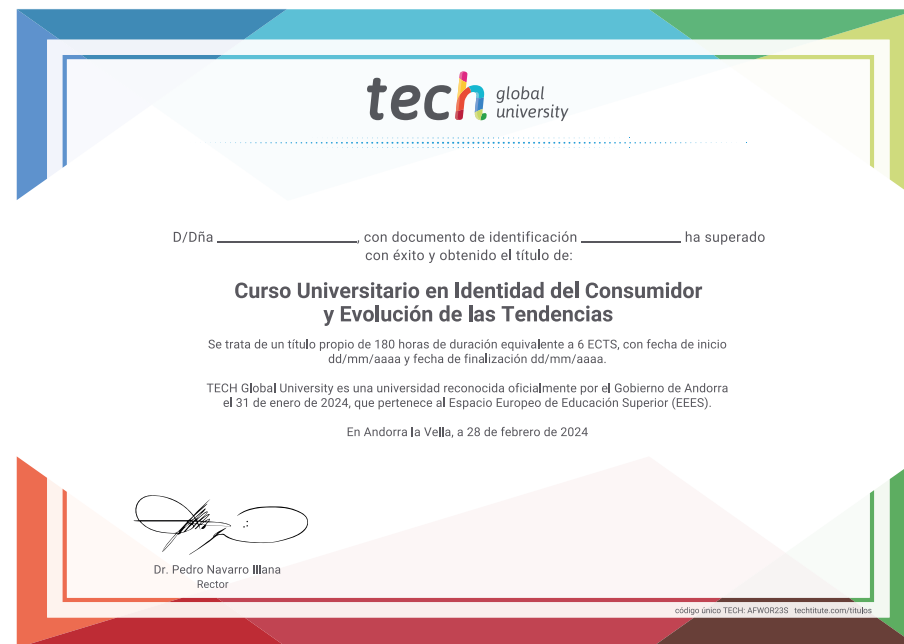 tech global
university
D/Dña ____________, con documento de identificación ____________ ha superado
con éxito y obtenido el título de:
Curso Universitario en Identidad del Consumidor
y Evolución de las Tendencias
Se trata de un título propio de 180 horas de duración equivalente a 6 ECTS, con fecha de inicio
dd/mm/aaaa y fecha de finalización dd/mm/aaaa.
TECH Global University es una universidad reconocida oficialmente por el Gobierno de Andorra
el 31 de enero de 2024, que pertenece al Espacio Europeo de Educación Superior (EEES).
En Andorra la Vella, a 28 de febrero de 2024
Dr. Pedro Navarro Illana
Rector
código único TECH: AFWOR23S techtitute.com/titulos